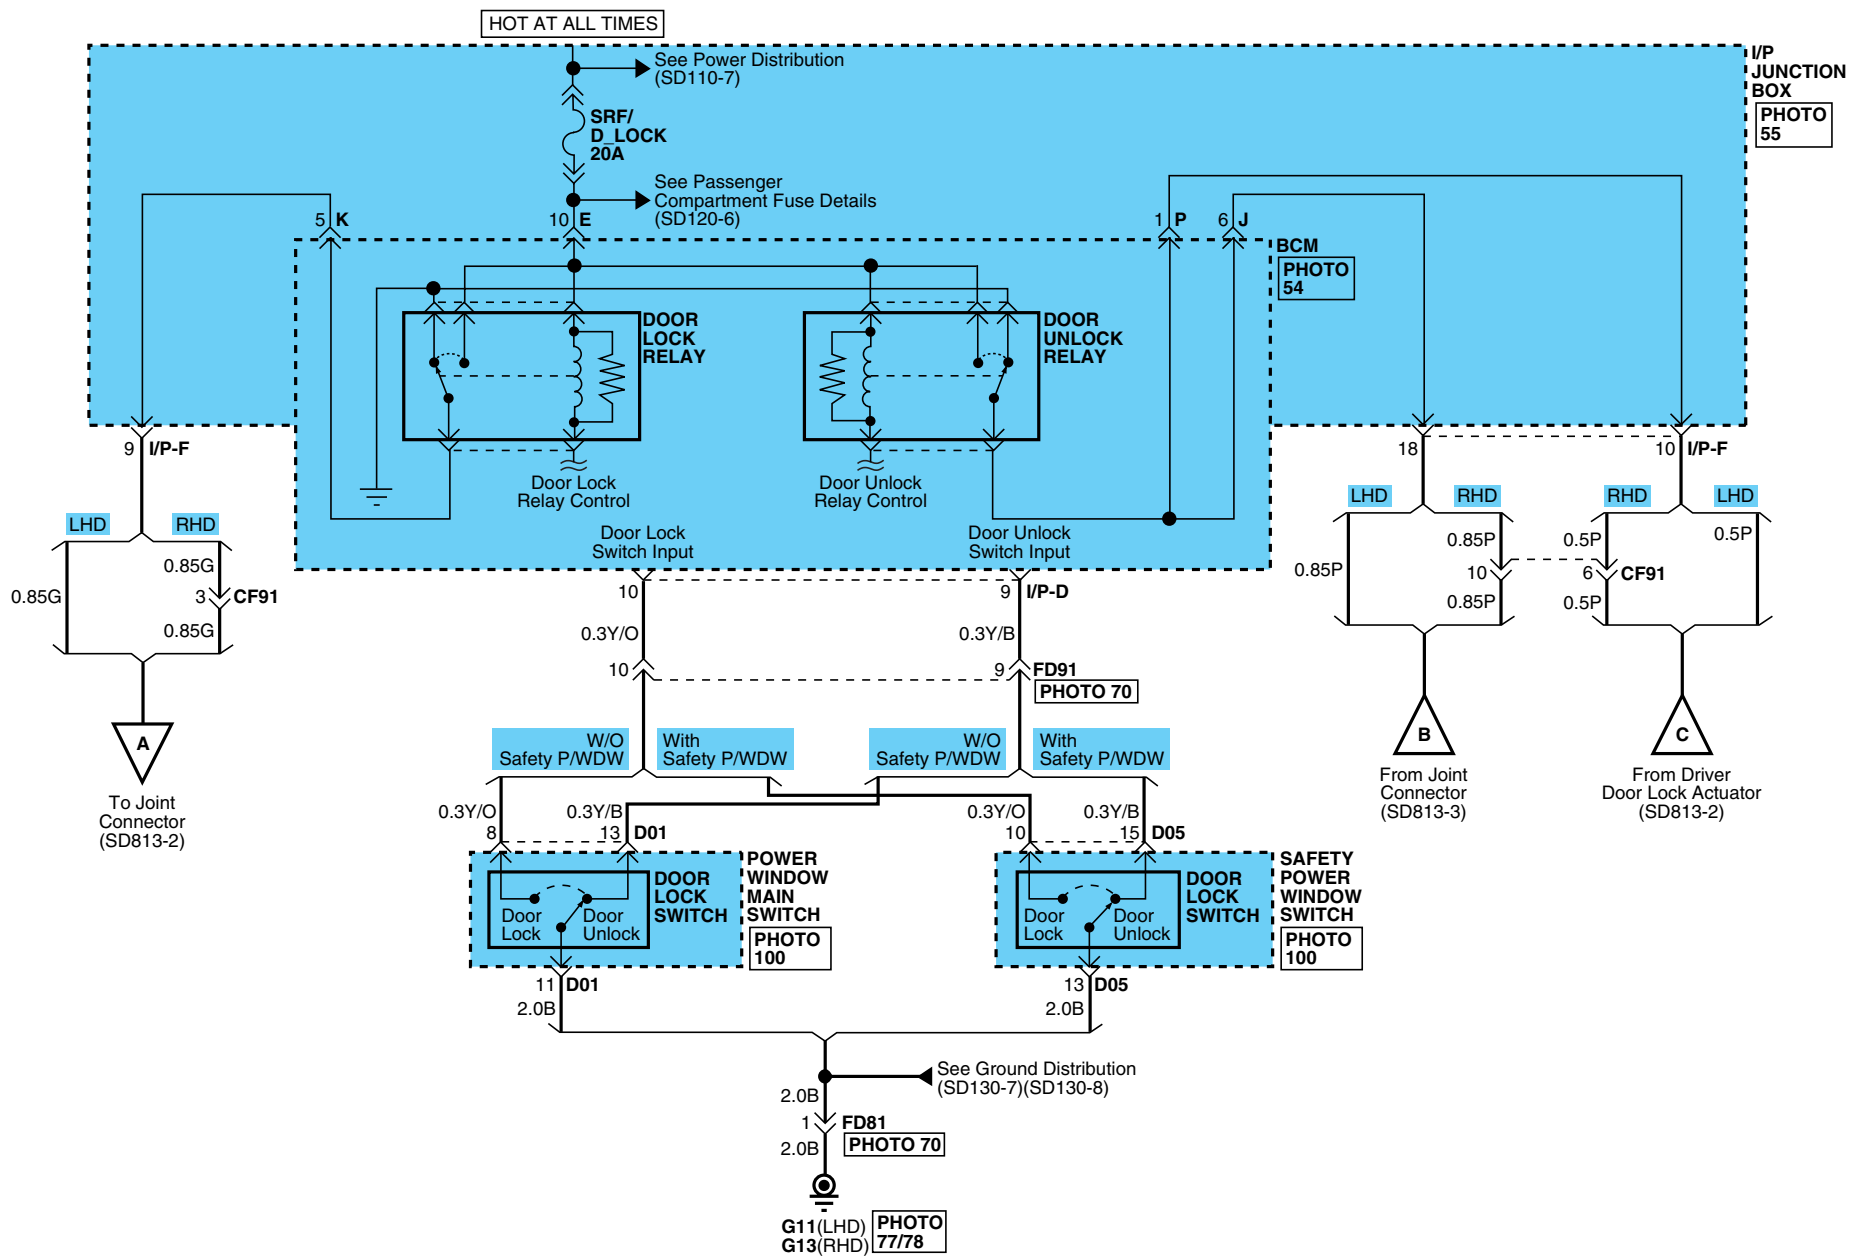 HOT AT ALL TIMES
See Power Distribution
(SD110-7)
I/P
JUNCTION
BOX
PHOTO
55
SRF/
D_LOCK
20A
See Passenger
Compartment Fuse Details
(SD120-6)
5 K
10 E
1 P
6 J
BCM
PHOTO
54
DOOR
LOCK
RELAY
DOOR
UNLOCK
RELAY
9 I/P-F
18
10 I/P-F
Door Lock
Relay Control
Door Unlock
Relay Control
Door Lock
Switch Input
Door Unlock
Switch Input
LHD
RHD
0.85G
0.85G
3 CF91
0.85G
LHD
RHD
RHD
LHD
0.85P
0.85P
10
0.85P
0.5P
0.5P
6 CF91
0.5P
10
9 I/P-D
0.3Y/O
0.3Y/B
10
9 FD91
PHOTO 70
A
To Joint
Connector
(SD813-2)
B
From Joint
Connector
(SD813-3)
C
From Driver
Door Lock Actuator
(SD813-2)
W/O
Safety P/WDW
With
Safety P/WDW
W/O
Safety P/WDW
With
Safety P/WDW
0.3Y/O
0.3Y/B
0.3Y/O
0.3Y/B
8
13 D01
10
15 D05
POWER
WINDOW
MAIN
SWITCH
PHOTO
100
DOOR
LOCK
SWITCH
Door
Lock
Door
Unlock
SAFETY
POWER
WINDOW
SWITCH
PHOTO
100
DOOR
LOCK
SWITCH
Door
Lock
Door
Unlock
11 D01
2.0B
13 D05
2.0B
See Ground Distribution
(SD130-7)(SD130-8)
2.0B
1 FD81
PHOTO 70
2.0B
G11(LHD)
G13(RHD)
PHOTO
77/78